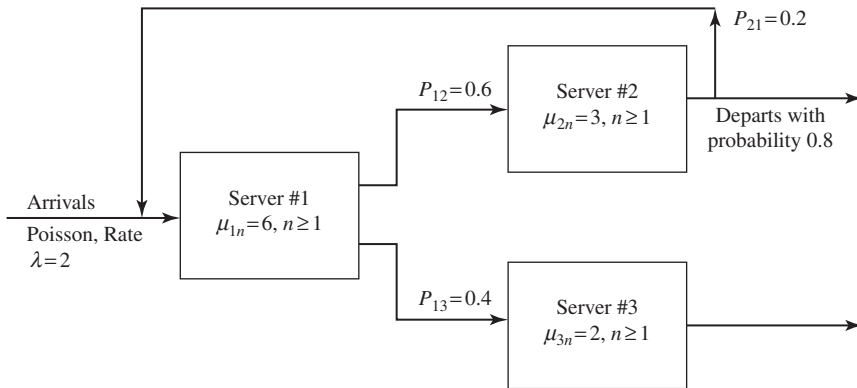 P₂₁=0.2
P₁₂=0.6
Server #2
μ₂ₙ=3, n≥1
Departs with
probability 0.8
Server #1
μ₁ₙ=6, n≥1
Arrivals
Poisson, Rate
λ=2
P₁₃=0.4
Server #3
μ₃ₙ=2, n≥1